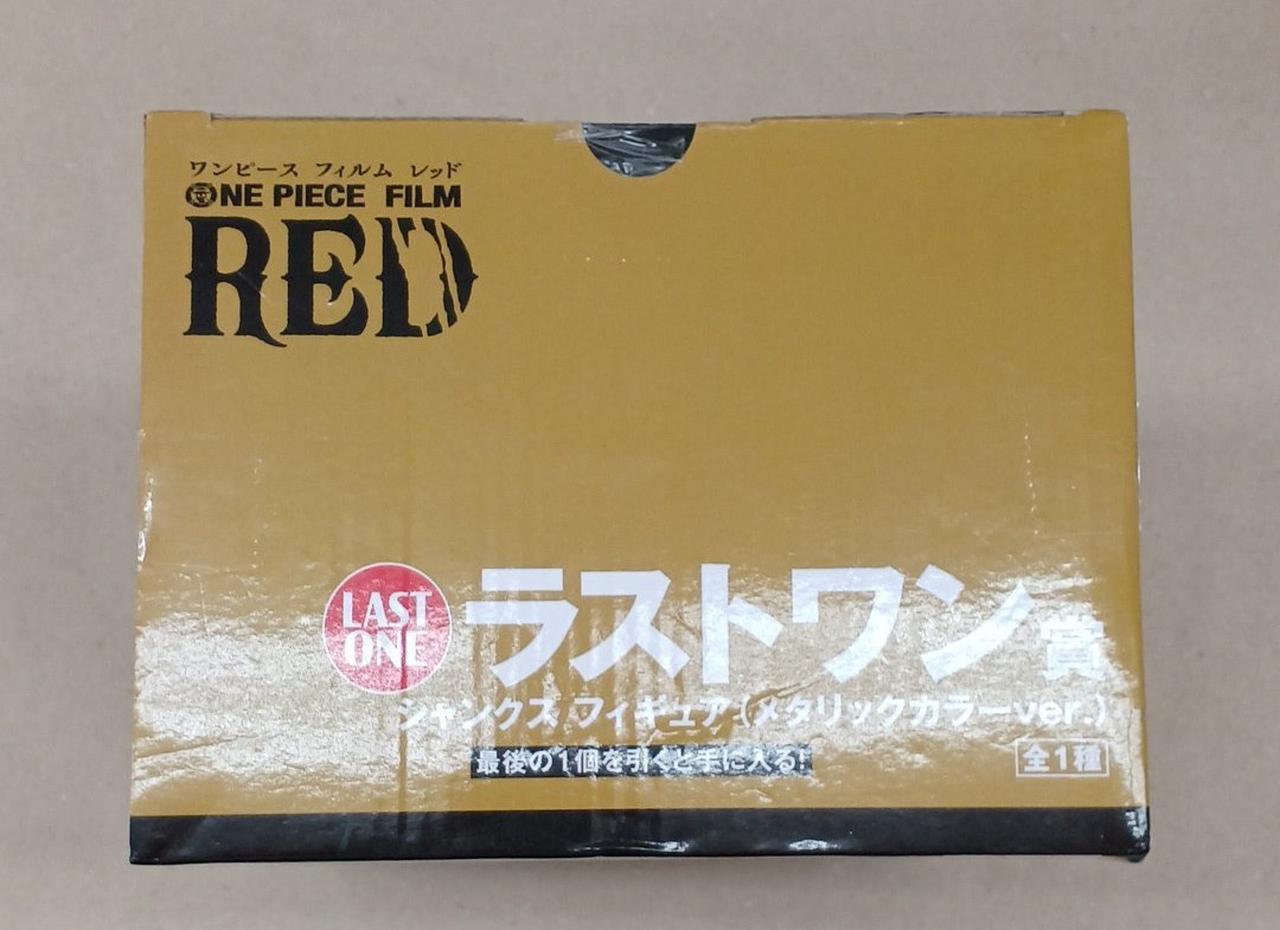 ワンピース フィルム レッド
ONE PIECE FILM
RED
LAST
ONE
ラストワン賞
シャンクス フィギュア(メタリックカラーver.)
最後の1個を引くと手に入る!
全1種